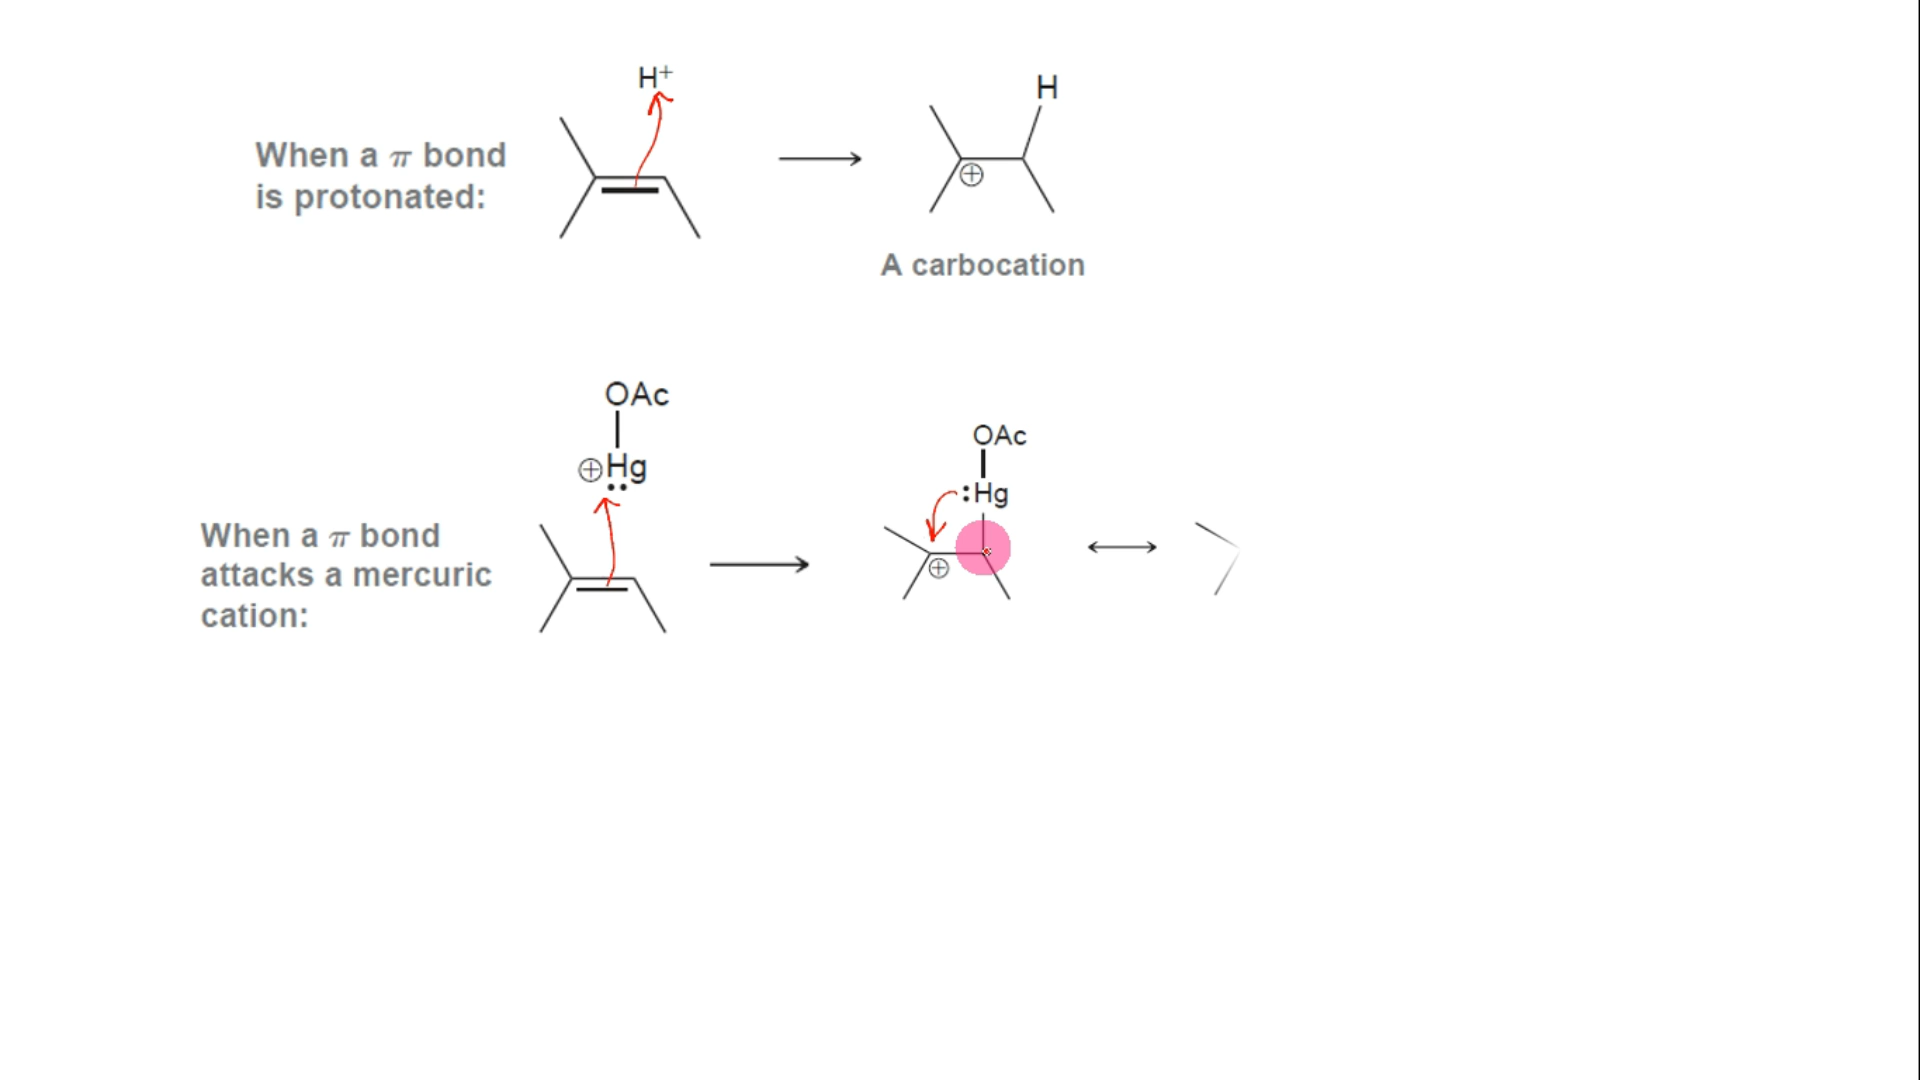 H+
H
When a π bond
is protonated:
⊕
A carbocation
OAc
⊕Hg
••
OAc
:Hg
When a π bond
attacks a mercuric
cation:
⊕